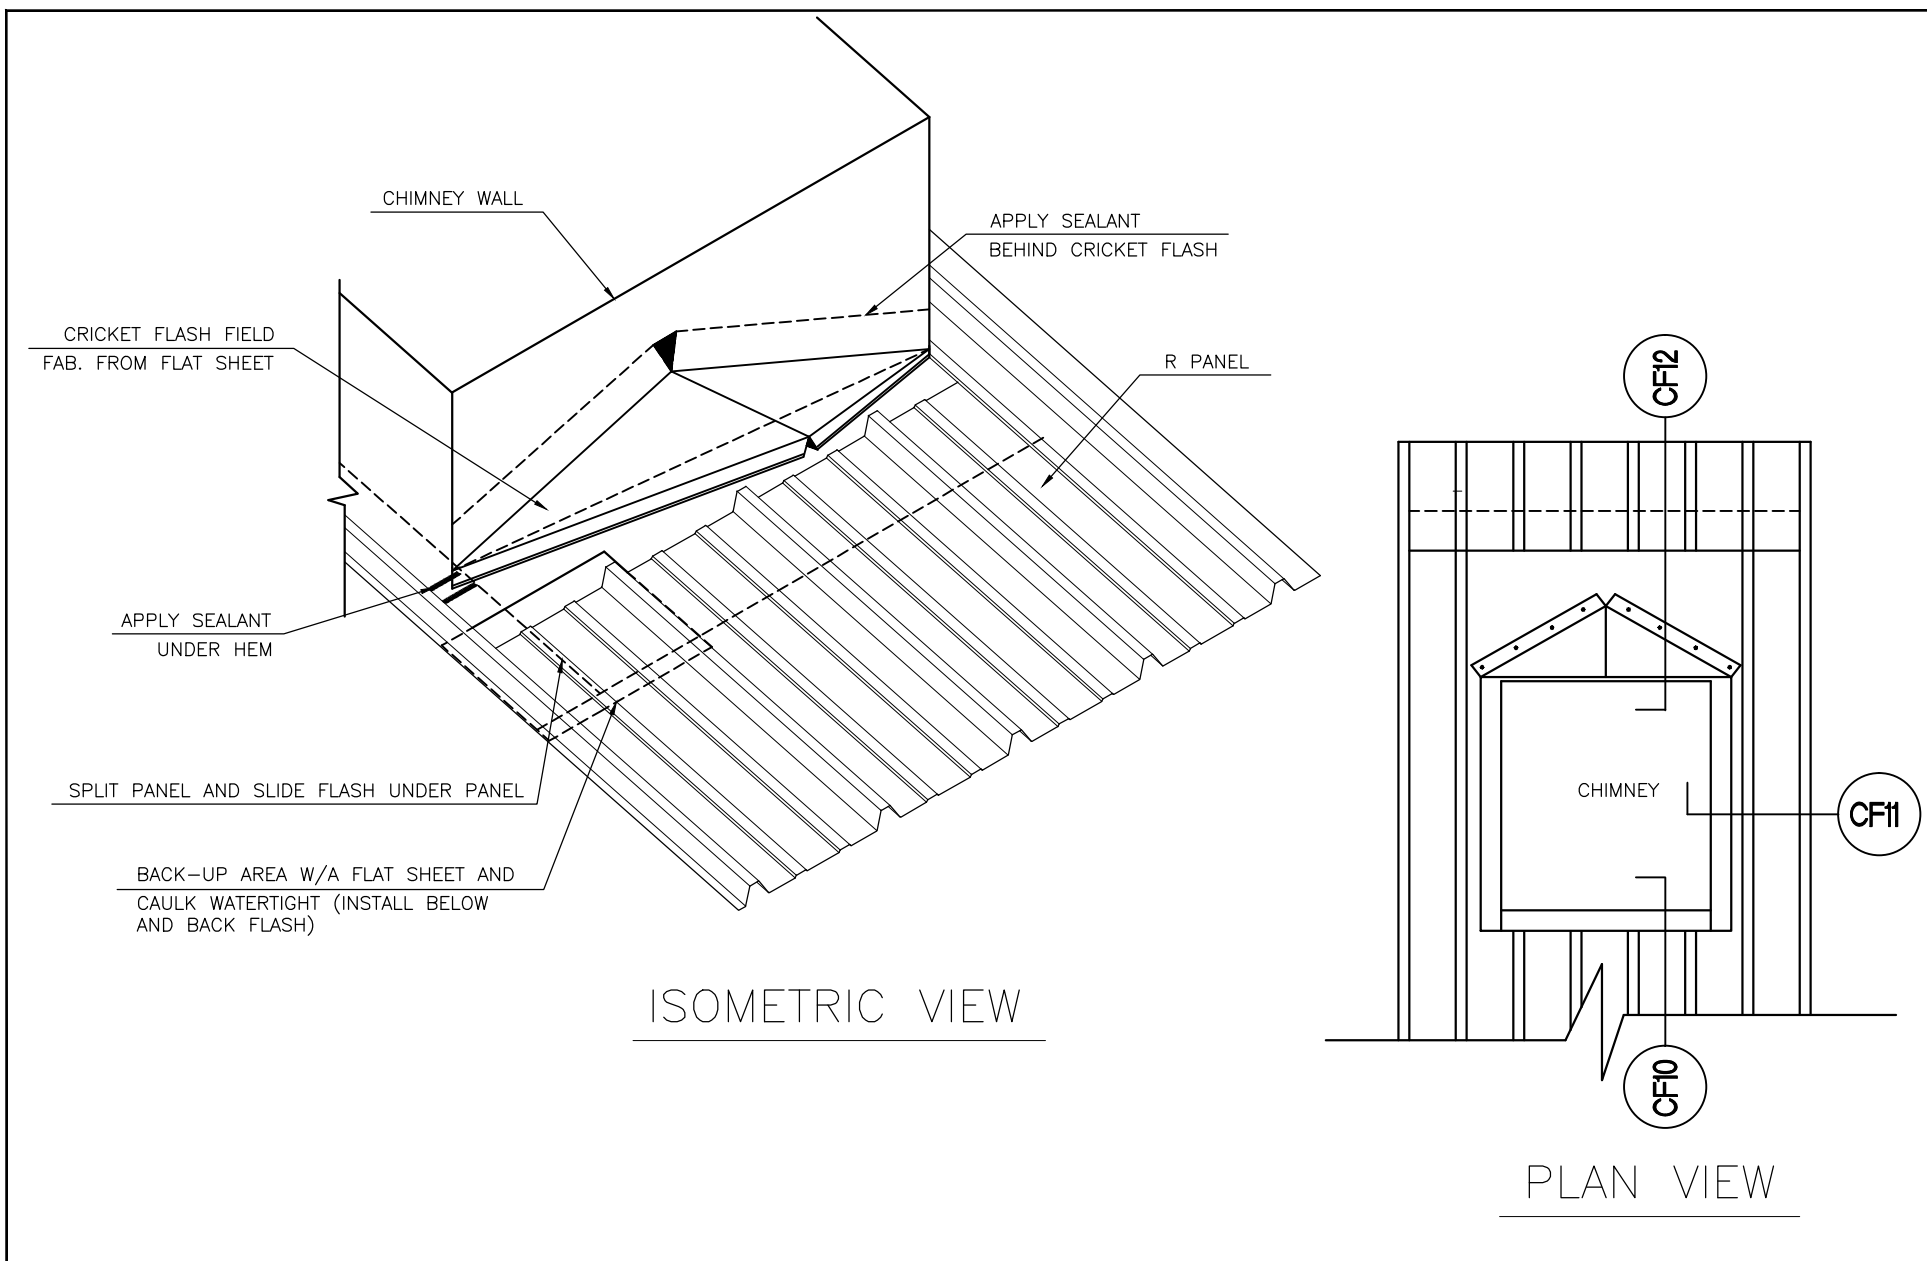 CHIMNEY WALL
APPLY SEALANT
BEHIND CRICKET FLASH
CRICKET FLASH FIELD
FAB. FROM FLAT SHEET
R PANEL
APPLY SEALANT
UNDER HEM
SPLIT PANEL AND SLIDE FLASH UNDER PANEL
BACK-UP AREA W/A FLAT SHEET AND
CAULK WATERTIGHT (INSTALL BELOW
AND BACK FLASH)
ISOMETRIC VIEW
CF12
CHIMNEY
CF11
CF10
PLAN VIEW